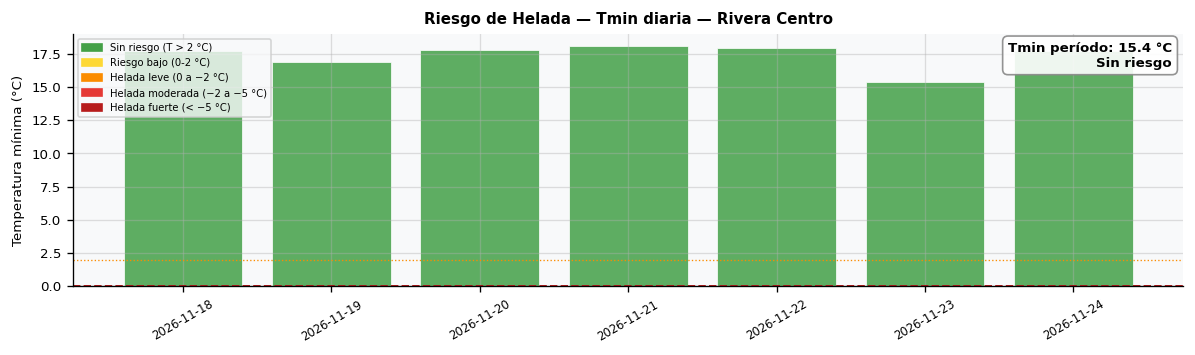 Riesgo de Helada — Tmin diaria — Rivera Centro
Temperatura mínima (°C)
17.5
15.0
12.5
10.0
7.5
5.0
2.5
0.0
Sin riesgo (T > 2 °C)
Riesgo bajo (0-2 °C)
Helada leve (0 a −2 °C)
Helada moderada (−2 a −5 °C)
Helada fuerte (< −5 °C)
Tmin período: 15.4 °C
Sin riesgo
2026-11-18
2026-11-19
2026-11-20
2026-11-21
2026-11-22
2026-11-23
2026-11-24